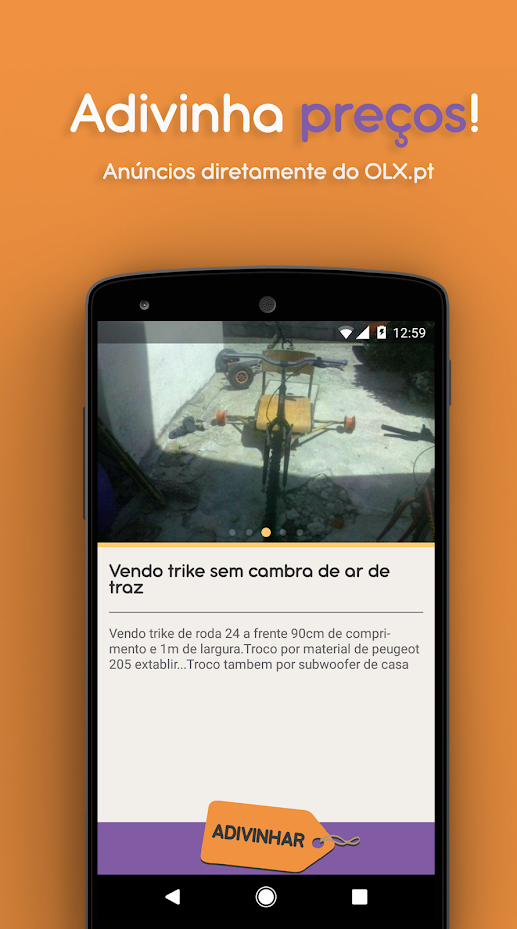 Adivinha preços!
Anúncios diretamente do OLX.pt
12:59
Vendo trike sem cambra de ar de
traz
Vendo trike de roda 24 a frente 90cm de compri-
mento e 1m de largura.Troco por material de peugeot
205 extablir...Troco tambem por subwoofer de casa
ADIVINHAR